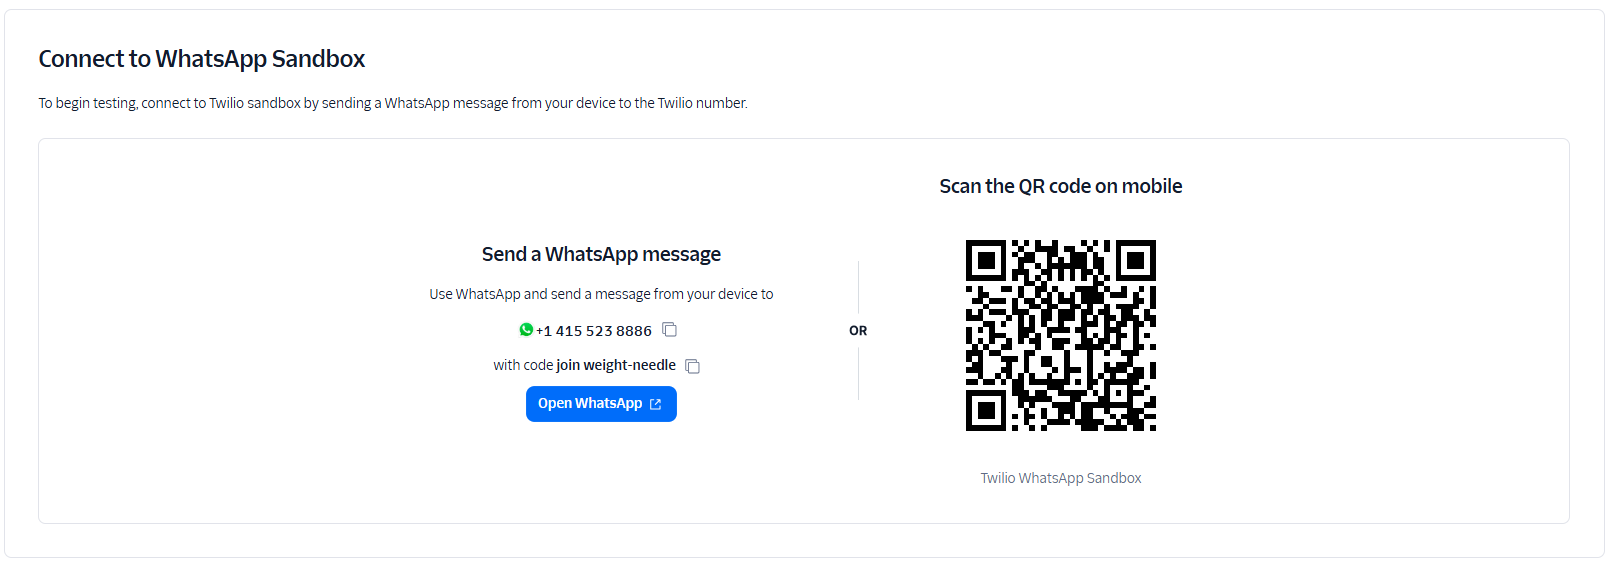 Connect to WhatsApp Sandbox
To begin testing, connect to Twilio sandbox by sending a WhatsApp message from your device to the Twilio number.
Send a WhatsApp message
Use WhatsApp and send a message from your device to
+1 415 523 8886
with code join weight-needle
Open WhatsApp
OR
Scan the QR code on mobile
Twilio WhatsApp Sandbox